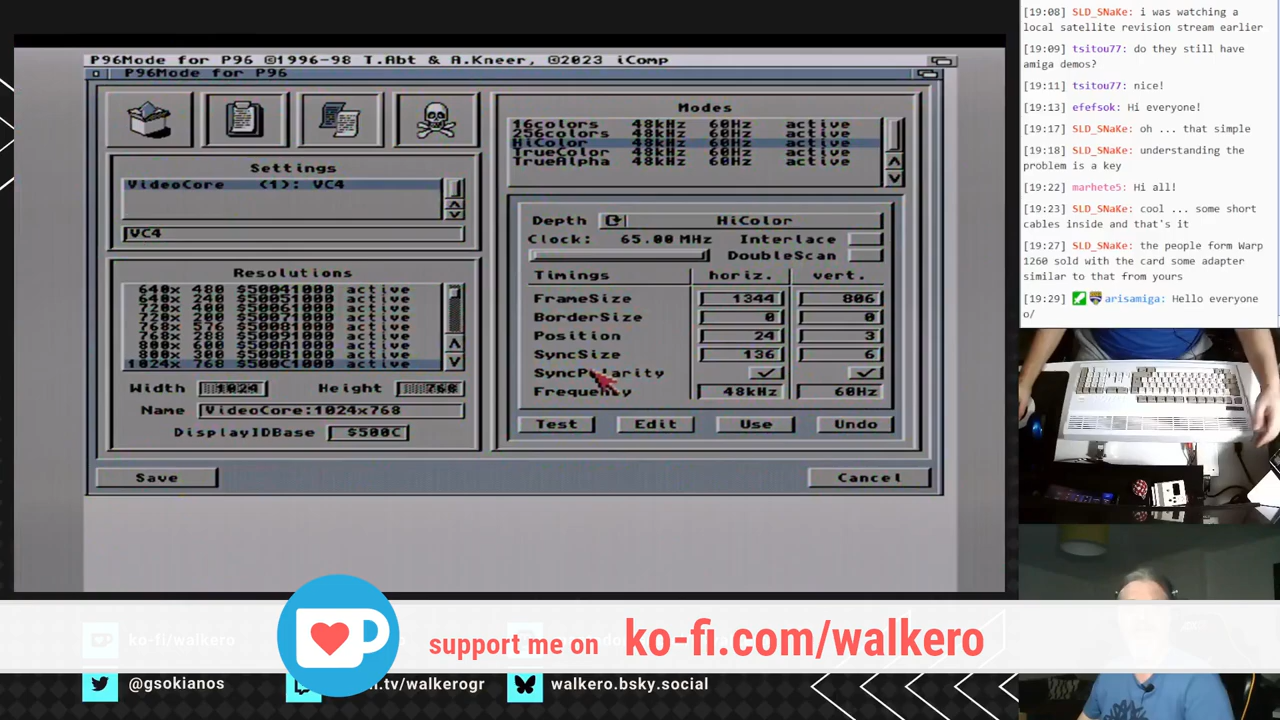 P96Mode for P96 ©1996-98 T.Abt & A.Kneer, ©2023 iComp
P96Mode for P96
Settings
VideoCore (1): VC4
VC4
Resolutions
640x 480 $50041000 active
640x 240 $50051000 active
720x 400 $50061000 active
768x 576 $50081000 active
768x 288 $50091000 active
800x 600 $500A1000 active
800x 300 $500B1000 active
1024x 768 $500C1000 active
Width 1024 Height 768
Name VideoCore:1024x768
DisplayIDBase $500C
Save
Modes
16colors 48kHz 60Hz active
256colors 48kHz 60Hz active
HiColor 48kHz 60Hz active
TrueColor 48kHz 60Hz active
TrueAlpha 48kHz 60Hz active
Depth HiColor
Clock: 65.00 MHz Interlace
DoubleScan
Timings horiz. vert.
FrameSize 1344 806
BorderSize 0 0
Position 24 3
SyncSize 136 6
SyncPolarity
Frequency 48kHz 60Hz
Test Edit Use Undo
Cancel
[19:08] SLD_SNaKe: i was watching a
local satellite revision stream earlier
[19:09] tsitou77: do they still have
amiga demos?
[19:11] tsitou77: nice!
[19:13] efefsok: Hi everyone!
[19:17] SLD_SNaKe: oh ... that simple
[19:18] SLD_SNaKe: understanding the
problem is a key
[19:22] marhete5: Hi all!
[19:23] SLD_SNaKe: cool ... some short
cables inside and that's it
[19:27] SLD_SNaKe: the people form Warp
1260 sold with the card some adapter
similar to that from yours
[19:29] arisamiga: Hello everyone
o/
ko-fi/walkero
support me on ko-fi.com/walkero
@gsokianos
.tv/walkerogr
walkero.bsky.social